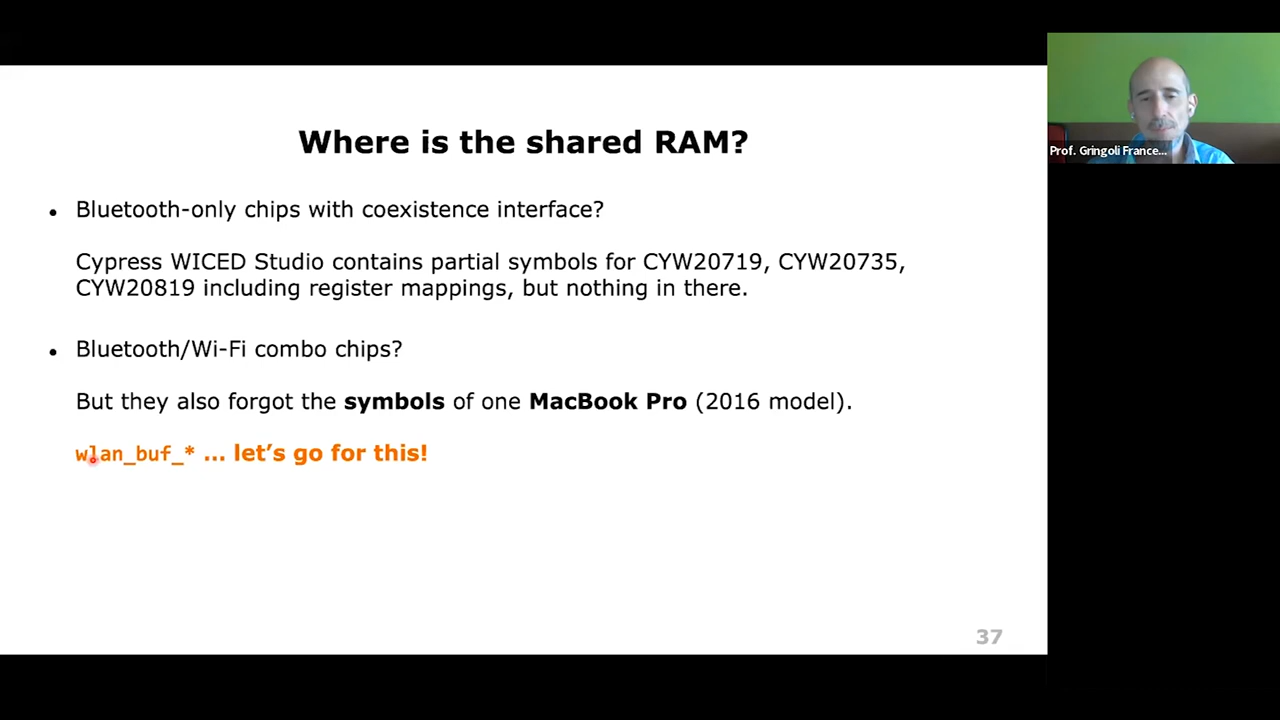 Where is the shared RAM?
• Bluetooth-only chips with coexistence interface?
Cypress WICED Studio contains partial symbols for CYW20719, CYW20735,
CYW20819 including register mappings, but nothing in there.
• Bluetooth/Wi-Fi combo chips?
But they also forgot the symbols of one MacBook Pro (2016 model).
wlan_buf_* ... let's go for this!
37
Prof. Gringoli France...